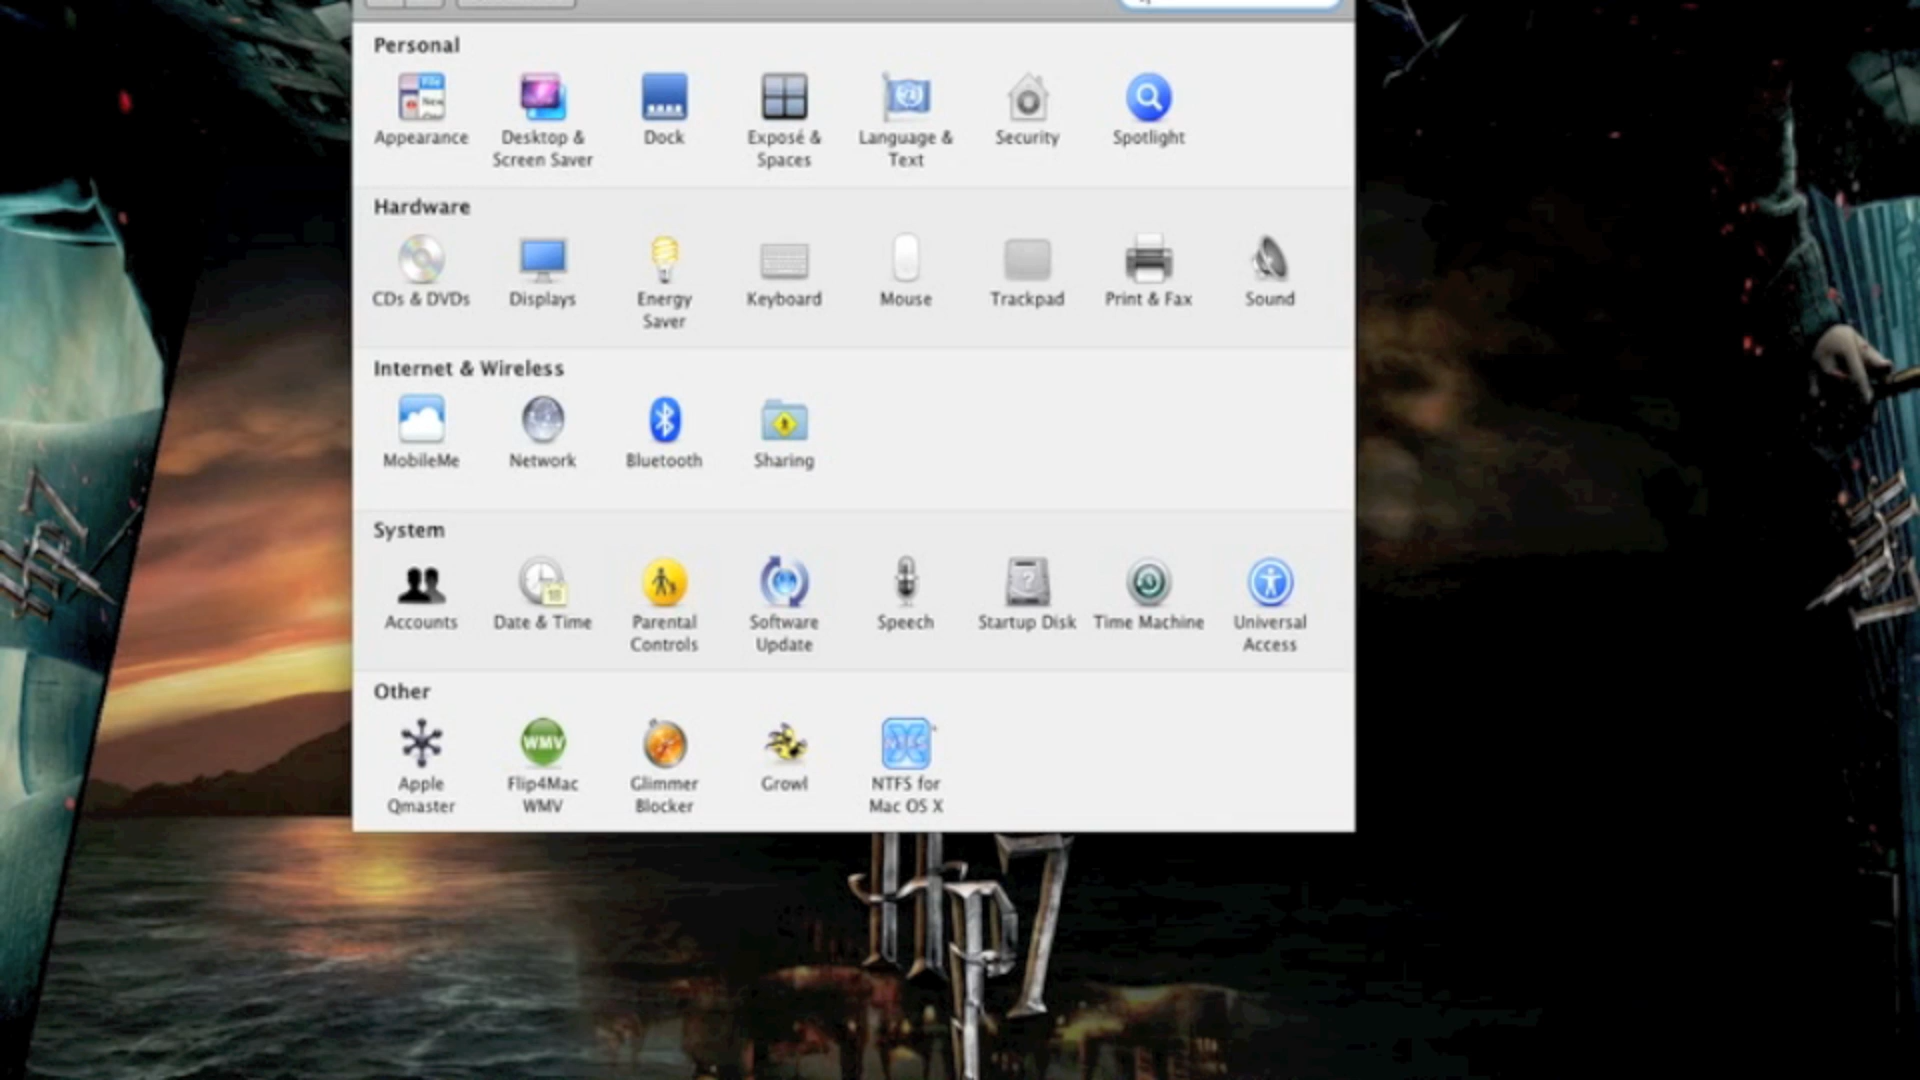 Personal
Appearance
Desktop &
Screen Saver
Dock
Exposé &
Spaces
Language &
Text
Security
Spotlight
Hardware
CDs & DVDs
Displays
Energy
Saver
Keyboard
Mouse
Trackpad
Print & Fax
Sound
Internet & Wireless
MobileMe
Network
Bluetooth
Sharing
System
Accounts
Date & Time
Parental
Controls
Software
Update
Speech
Startup Disk
Time Machine
Universal
Access
Other
Apple
Qmaster
WMV
Flip4Mac
WMV
Glimmer
Blocker
Growl
NTFS
NTFS for
Mac OS X
HP7